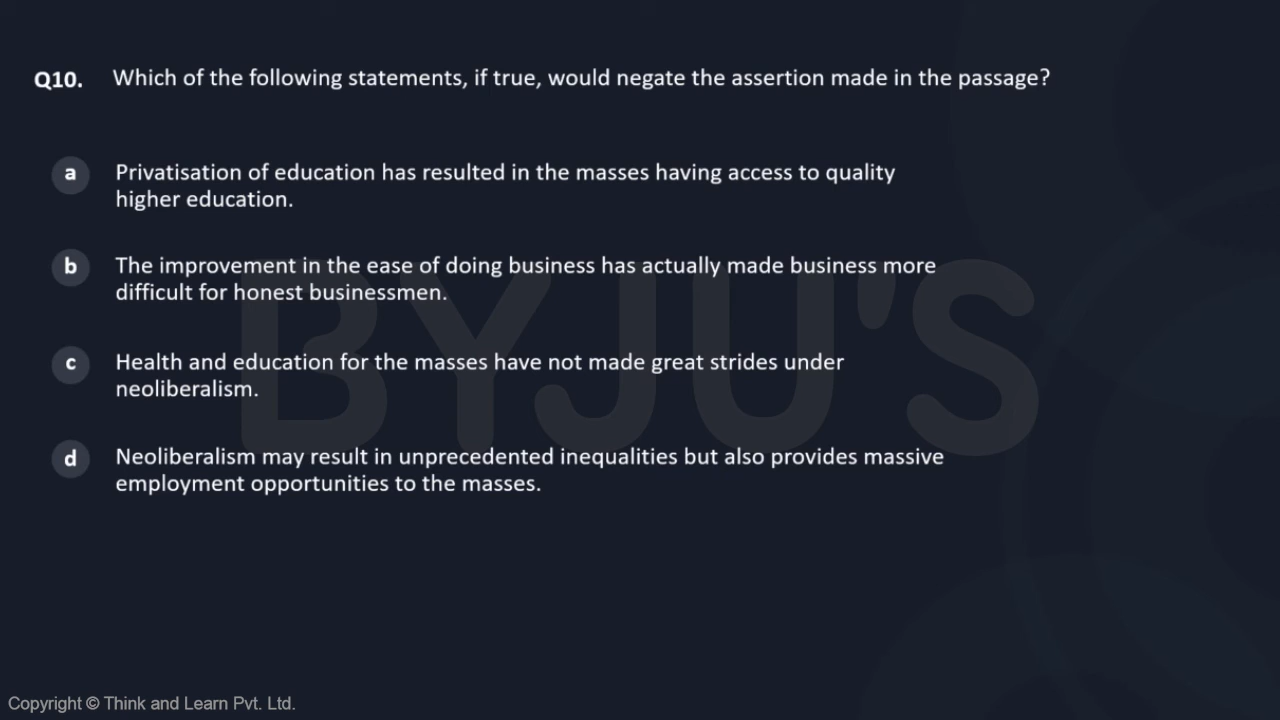 Q10. Which of the following statements, if true, would negate the assertion made in the passage?
a Privatisation of education has resulted in the masses having access to quality
higher education.
b The improvement in the ease of doing business has actually made business more
difficult for honest businessmen.
BYJU'S
c Health and education for the masses have not made great strides under
neoliberalism.
d Neoliberalism may result in unprecedented inequalities but also provides massive
employment opportunities to the masses.
Copyright © Think and Learn Pvt. Ltd.